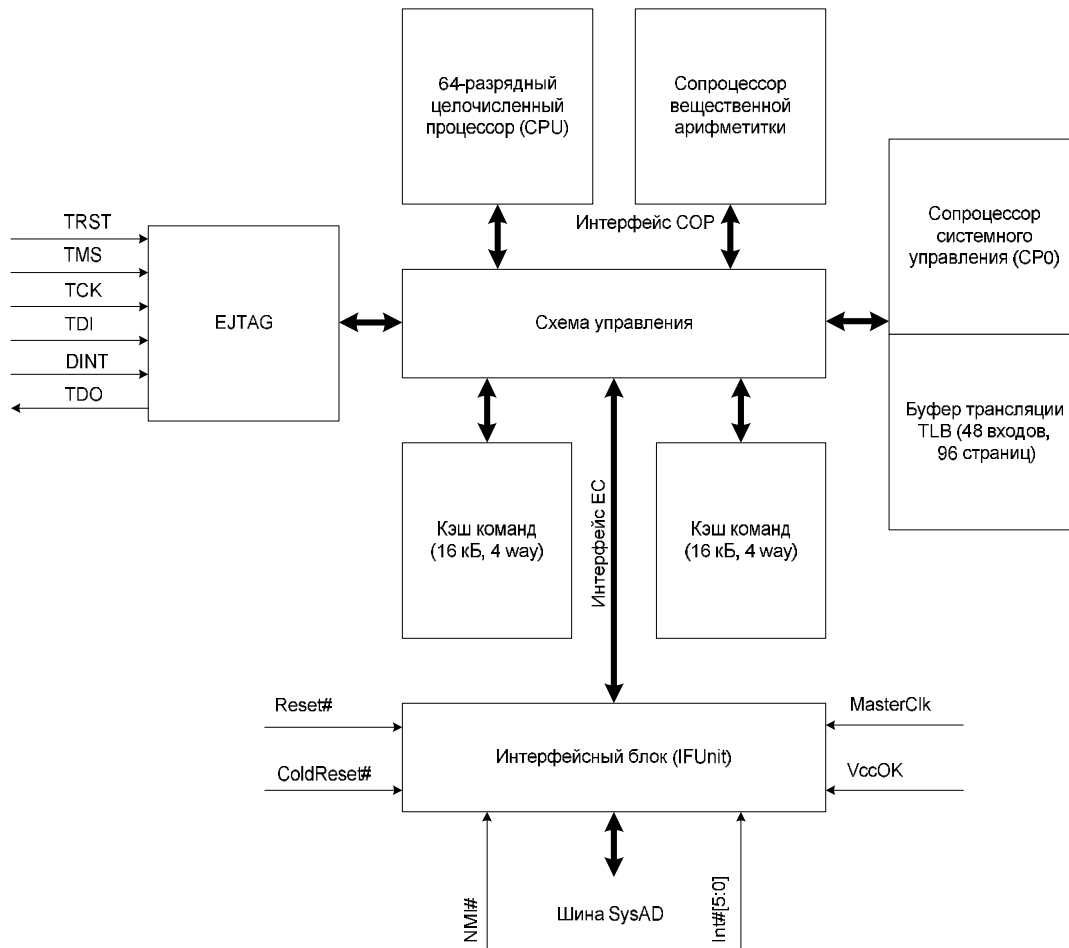 64-разрядный
целочисленный
процессор (CPU)
Сопроцессор
вещественной
арифметитки
Сопроцессор
системного
управления (CP0)
Интерфейс COP
TRST
TMS
TCK
TDI
DINT
TDO
EJTAG
Схема управления
Буфер трансляции
TLB (48 входов,
96 страниц)
Кэш команд
(16 кБ, 4 way)
Интерфейс EC
Кэш команд
(16 кБ, 4 way)
Reset#
ColdReset#
Интерфейсный блок (IFUnit)
MasterClk
VccOK
NMI#
Шина SysAD
Int#[5:0]